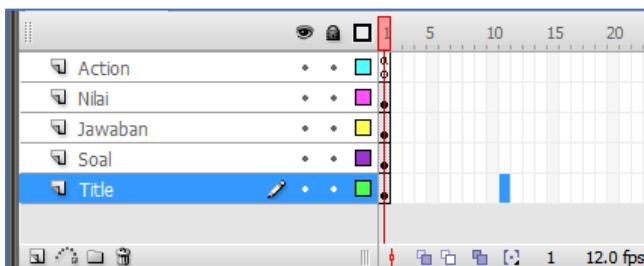 1 5 10 15 20
Action
Nilai
Jawaban
Soal
Title
1 12.0 fps